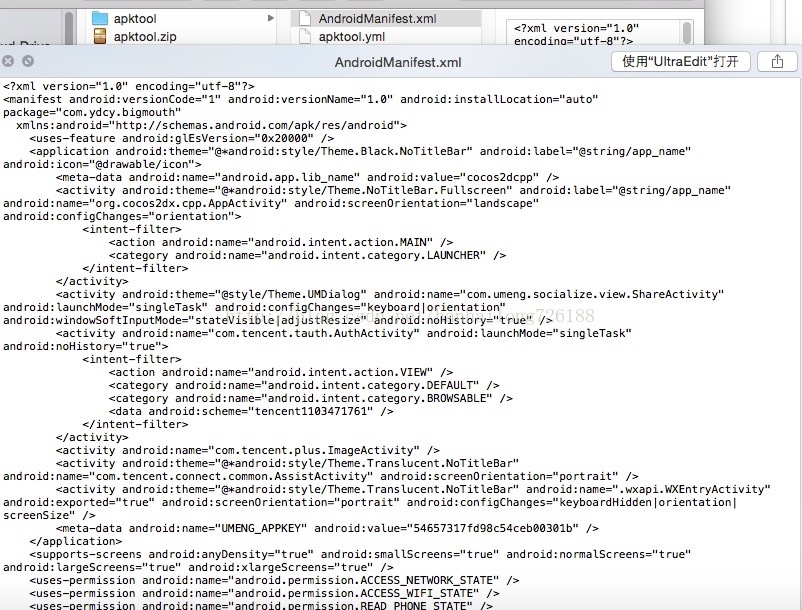 apktool
AndroidManifest.xml
<?xml version="1.0"
apktool.zip
apktool.yml
encoding="utf-8"?>
AndroidManifest.xml
使用“UltraEdit”打开
<?xml version="1.0" encoding="utf-8"?>
<manifest android:versionCode="1" android:versionName="1.0" android:installLocation="auto"
package="com.ydcy.bigmouth"
xmlns:android="http://schemas.android.com/apk/res/android">
<uses-feature android:glEsVersion="0x20000" />
<application android:theme="@*android:style/Theme.Black.NoTitleBar" android:label="@string/app_name"
android:icon="@drawable/icon">
<meta-data android:name="android.app.lib_name" android:value="cocos2dcpp" />
<activity android:theme="@*android:style/Theme.NoTitleBar.Fullscreen" android:label="@string/app_name"
android:name="org.cocos2dx.cpp.AppActivity" android:screenOrientation="landscape"
android:configChanges="orientation">
<intent-filter>
<action android:name="android.intent.action.MAIN" />
<category android:name="android.intent.category.LAUNCHER" />
</intent-filter>
</activity>
<activity android:theme="@style/Theme.UMDialog" android:name="com.umeng.socialize.view.ShareActivity"
android:launchMode="singleTask" android:configChanges="keyboard|orientation"
android:windowSoftInputMode="stateVisible|adjustResize" android:noHistory="true" />
<activity android:name="com.tencent.tauth.AuthActivity" android:launchMode="singleTask"
android:noHistory="true">
<intent-filter>
<action android:name="android.intent.action.VIEW" />
<category android:name="android.intent.category.DEFAULT" />
<category android:name="android.intent.category.BROWSABLE" />
<data android:scheme="tencent1103471761" />
</intent-filter>
</activity>
<activity android:name="com.tencent.plus.ImageActivity" />
<activity android:theme="@*android:style/Theme.Translucent.NoTitleBar"
android:name="com.tencent.connect.common.AssistActivity" android:screenOrientation="portrait" />
<activity android:theme="@*android:style/Theme.Translucent.NoTitleBar" android:name=".wxapi.WXEntryActivity"
android:exported="true" android:screenOrientation="portrait" android:configChanges="keyboardHidden|orientation|
screenSize" />
<meta-data android:name="UMENG_APPKEY" android:value="54657317fd98c54ceb00301b" />
</application>
<supports-screens android:anyDensity="true" android:smallScreens="true" android:normalScreens="true"
android:largeScreens="true" android:xlargeScreens="true" />
<uses-permission android:name="android.permission.ACCESS_NETWORK_STATE" />
<uses-permission android:name="android.permission.ACCESS_WIFI_STATE" />
<uses-permission android:name="android.permission.READ_PHONE_STATE" />